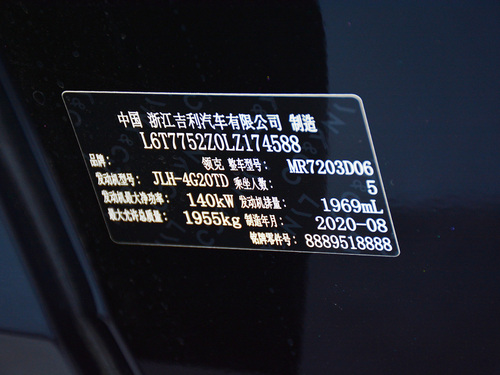 中国 浙江吉利汽车有限公司 制造
L6T7752Z0LZ174588
品牌： 领克 整车型号： MR7203D06
发动机型号： JLH-4G20TD 乘坐人数： 5
发动机最大净功率： 140kW 发动机排量： 1969mL
最大允许总质量： 1955kg 制造年月： 2020-08
铭牌零件号： 8889518888